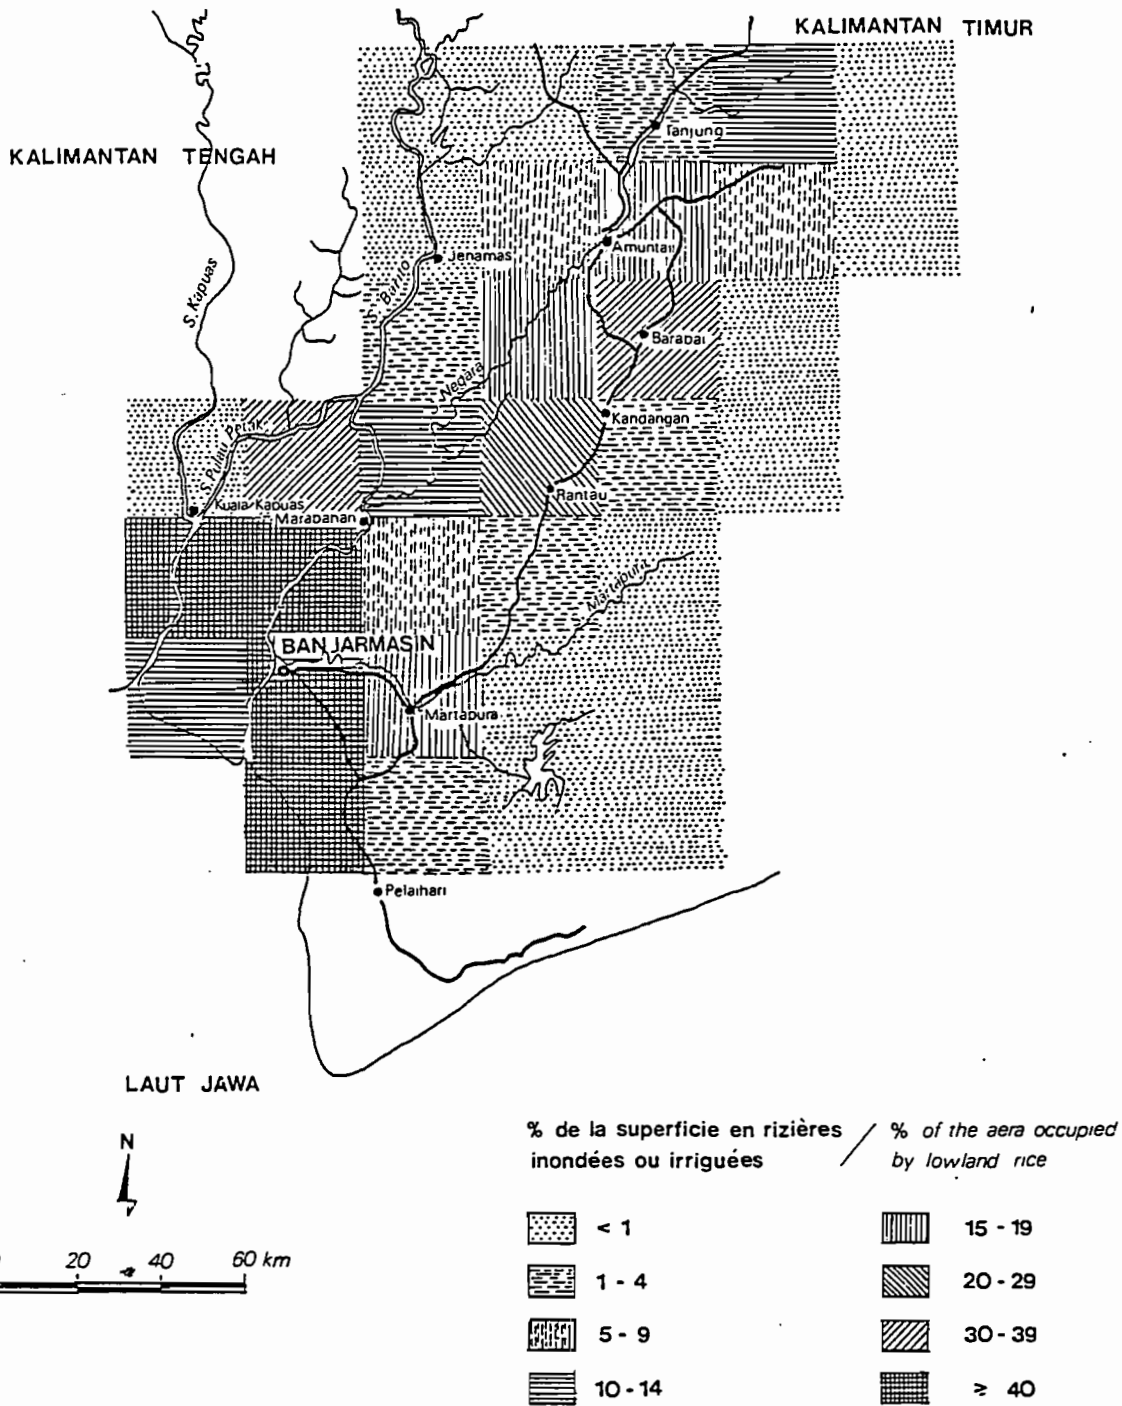 KALIMANTAN TIMUR
KALIMANTAN TENGAH
Tanjung
Amuntai
Jenamas
S. Barito
S. Kapuas
Barabai
Negara
Kandangan
S. Pulau Petak
Rantau
Kuala Kapuas
Marabahan
Martapura
BANJARMASIN
Martapura
Pelaihari
LAUT JAWA
N
20 40 60 km
% de la superficie en rizières / % of the aera occupied
inondées ou irriguées by lowland rice
< 1 15 - 19
1 - 4 20 - 29
5 - 9 30 - 39
10 - 14 ≥ 40